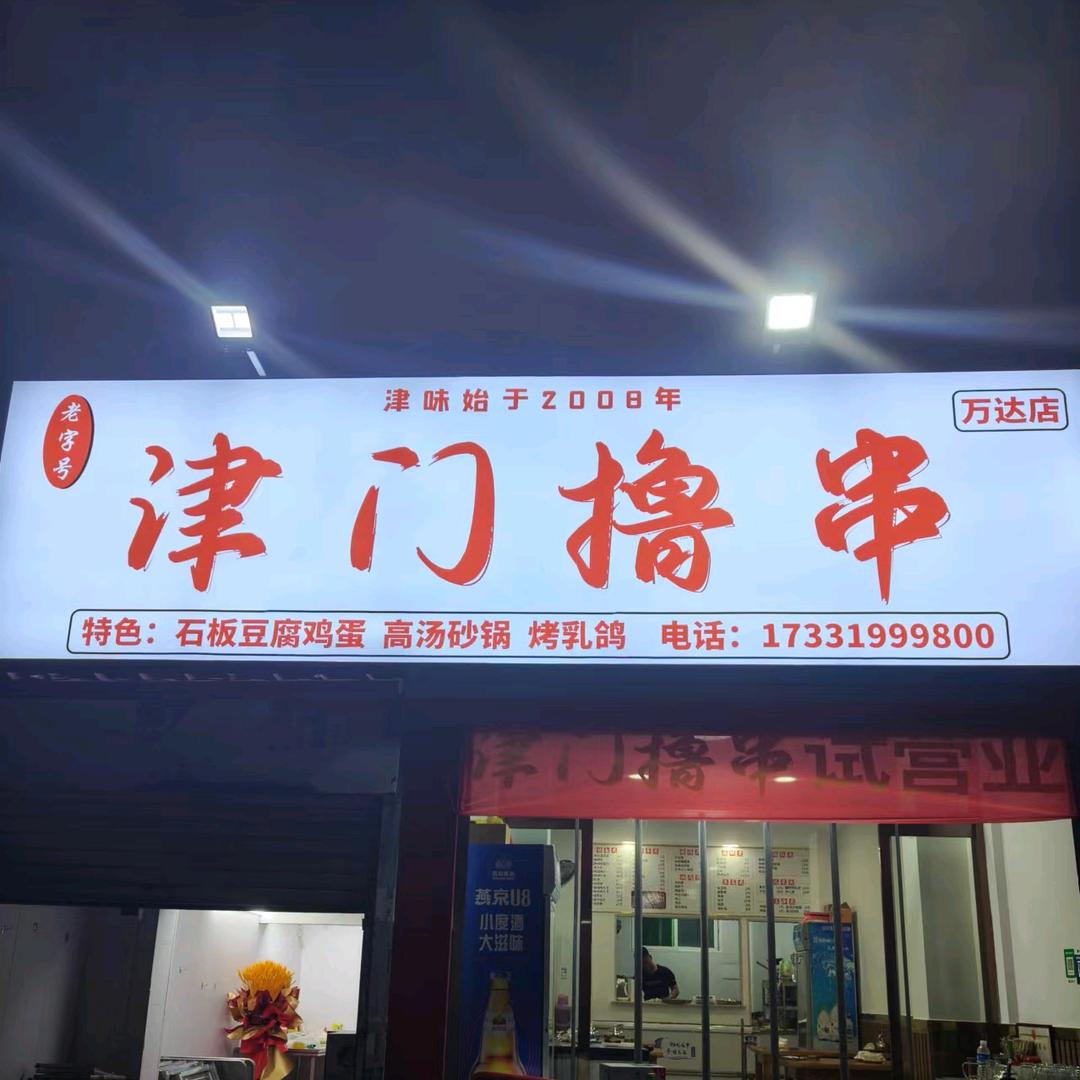 津味始于2008年
老字号
万达店
津门撸串
特色：石板豆腐鸡蛋 高汤砂锅 烤乳鸽 电话：17331999800
津门撸串试营业
燕京U8
小度酒
大滋味